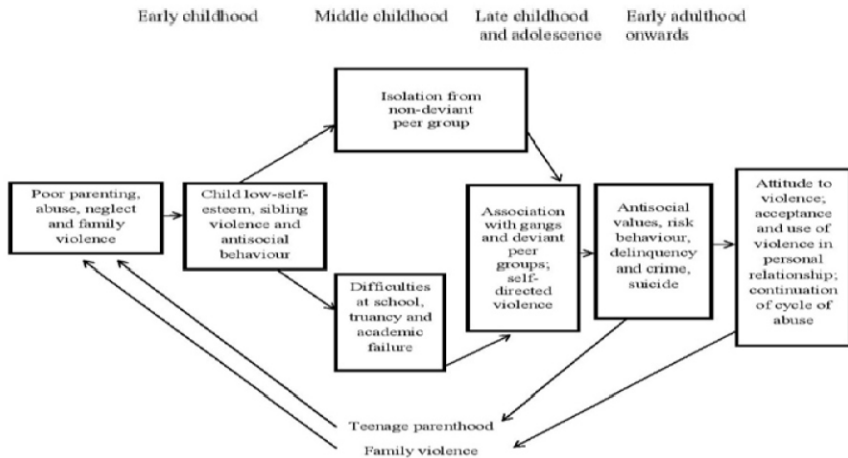 Early childhood
Middle childhood
Late childhood
and adolescence
Early adulthood
onwards
Isolation from
non-deviant
peer group
Poor parenting,
abuse, neglect
and family
violence
Child low-self-
esteem, sibling
violence and
antisocial
behaviour
Difficulties
at school,
truancy and
academic
failure
Association
with gangs
and deviant
peer
groups;
self-
directed
violence
Antisocial
values, risk
behaviour,
delinquency
and crime,
suicide
Attitude to
violence;
acceptance
and use of
violence in
personal
relationship;
continuation
of cycle of
abuse
Teenage parenthood
Family violence